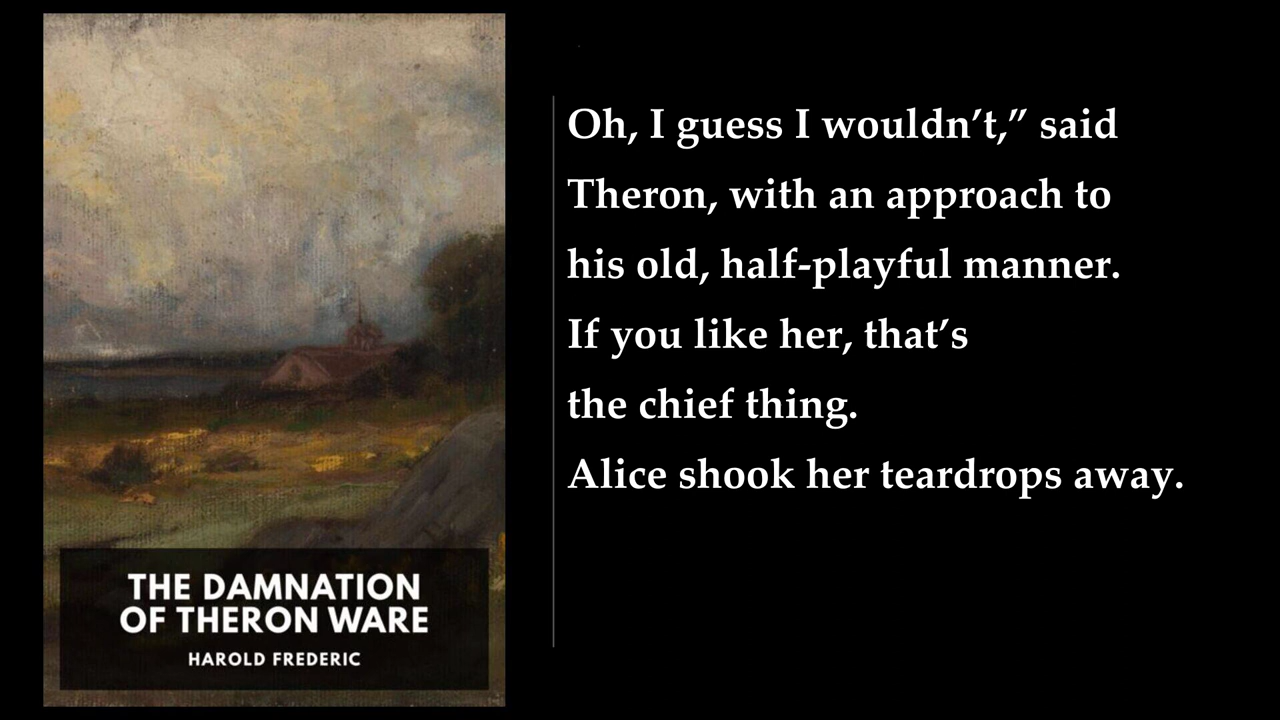 THE DAMNATION
OF THERON WARE
HAROLD FREDERIC
Oh, I guess I wouldn’t,” said
Theron, with an approach to
his old, half-playful manner.
If you like her, that’s
the chief thing.
Alice shook her teardrops away.